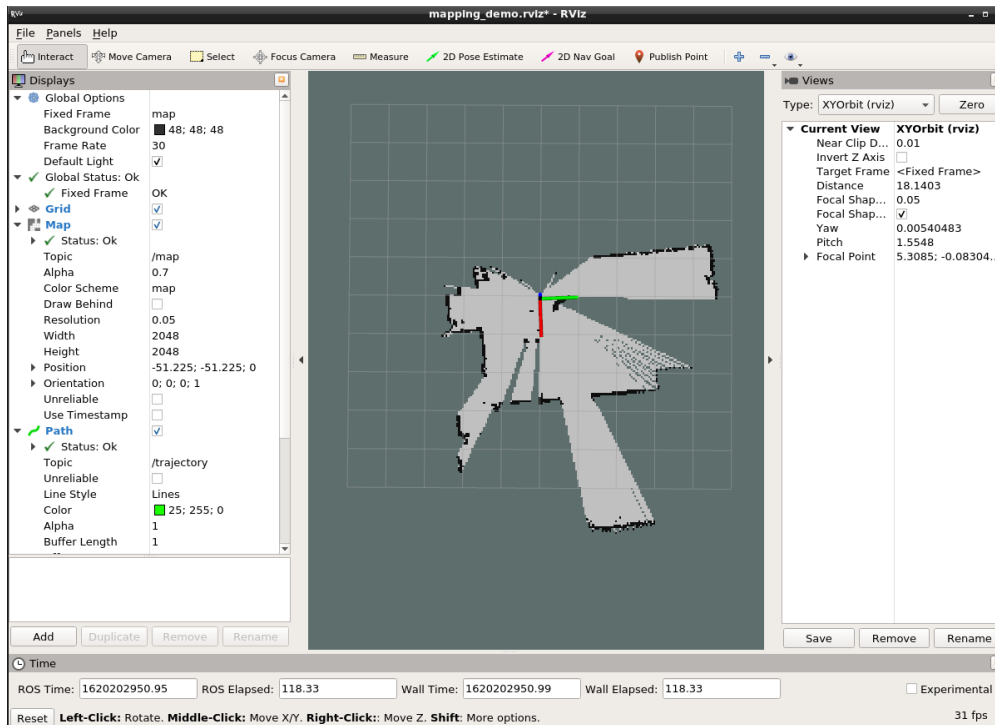 RViz
mapping_demo.rviz* - RViz
File Panels Help
Interact Move Camera Select Focus Camera Measure 2D Pose Estimate 2D Nav Goal Publish Point
Displays
Global Options
Fixed Frame map
Background Color 48; 48; 48
Frame Rate 30
Default Light
Global Status: Ok
Fixed Frame OK
Grid
Map
Status: Ok
Topic /map
Alpha 0.7
Color Scheme map
Draw Behind
Resolution 0.05
Width 2048
Height 2048
Position -51.225; -51.225; 0
Orientation 0; 0; 0; 1
Unreliable
Use Timestamp
Path
Status: Ok
Topic /trajectory
Unreliable
Line Style Lines
Color 25; 255; 0
Alpha 1
Buffer Length 1
Add Duplicate Remove Rename
Views
Type: XYOrbit (rviz) Zero
Current View XYOrbit (rviz)
Near Clip D... 0.01
Invert Z Axis
Target Frame <Fixed Frame>
Distance 18.1403
Focal Shap... 0.05
Focal Shap...
Yaw 0.00540483
Pitch 1.5548
Focal Point 5.3085; -0.08304...
Save Remove Rename
Time
ROS Time: 1620202950.95 ROS Elapsed: 118.33 Wall Time: 1620202950.99 Wall Elapsed: 118.33 Experimental
Reset Left-Click: Rotate. Middle-Click: Move X/Y. Right-Click:: Move Z. Shift: More options. 31 fps